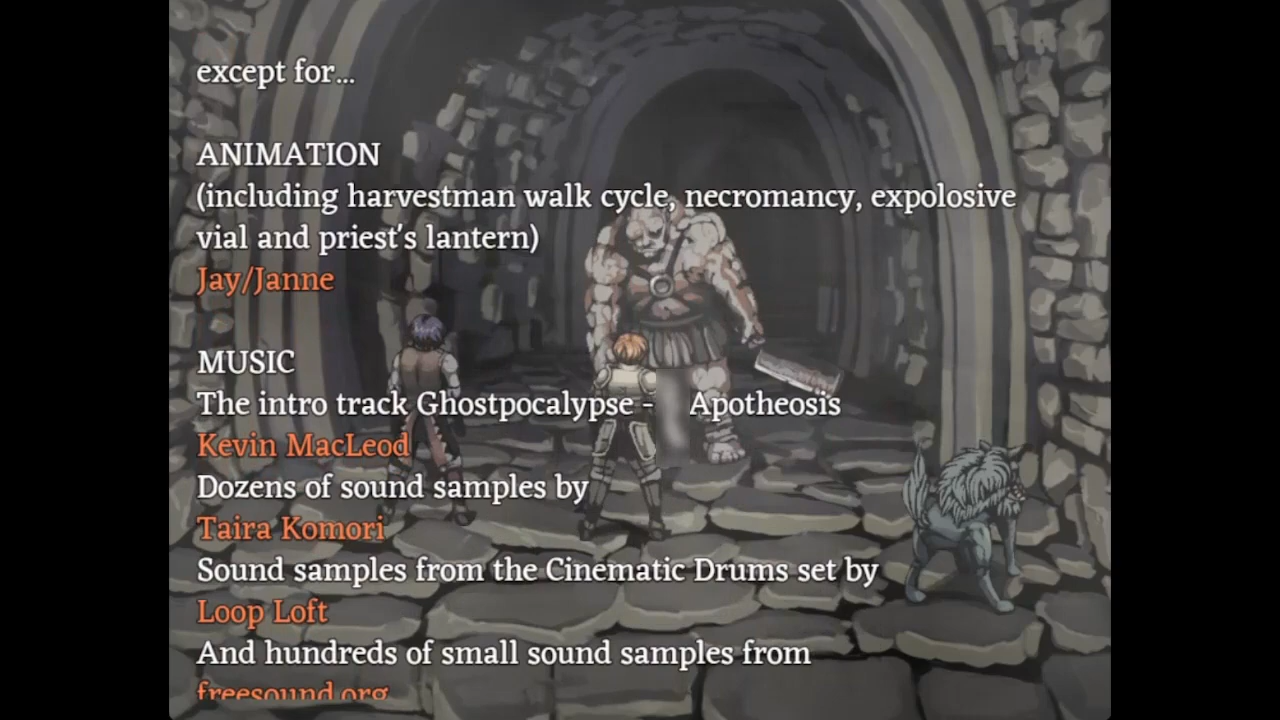 except for...
ANIMATION
(including harvestman walk cycle, necromancy, expolosive
vial and priest's lantern)
Jay/Janne
MUSIC
The intro track Ghostpocalypse - Apotheosis
Kevin MacLeod
Dozens of sound samples by
Taira Komori
Sound samples from the Cinematic Drums set by
Loop Loft
And hundreds of small sound samples from
freesound.org